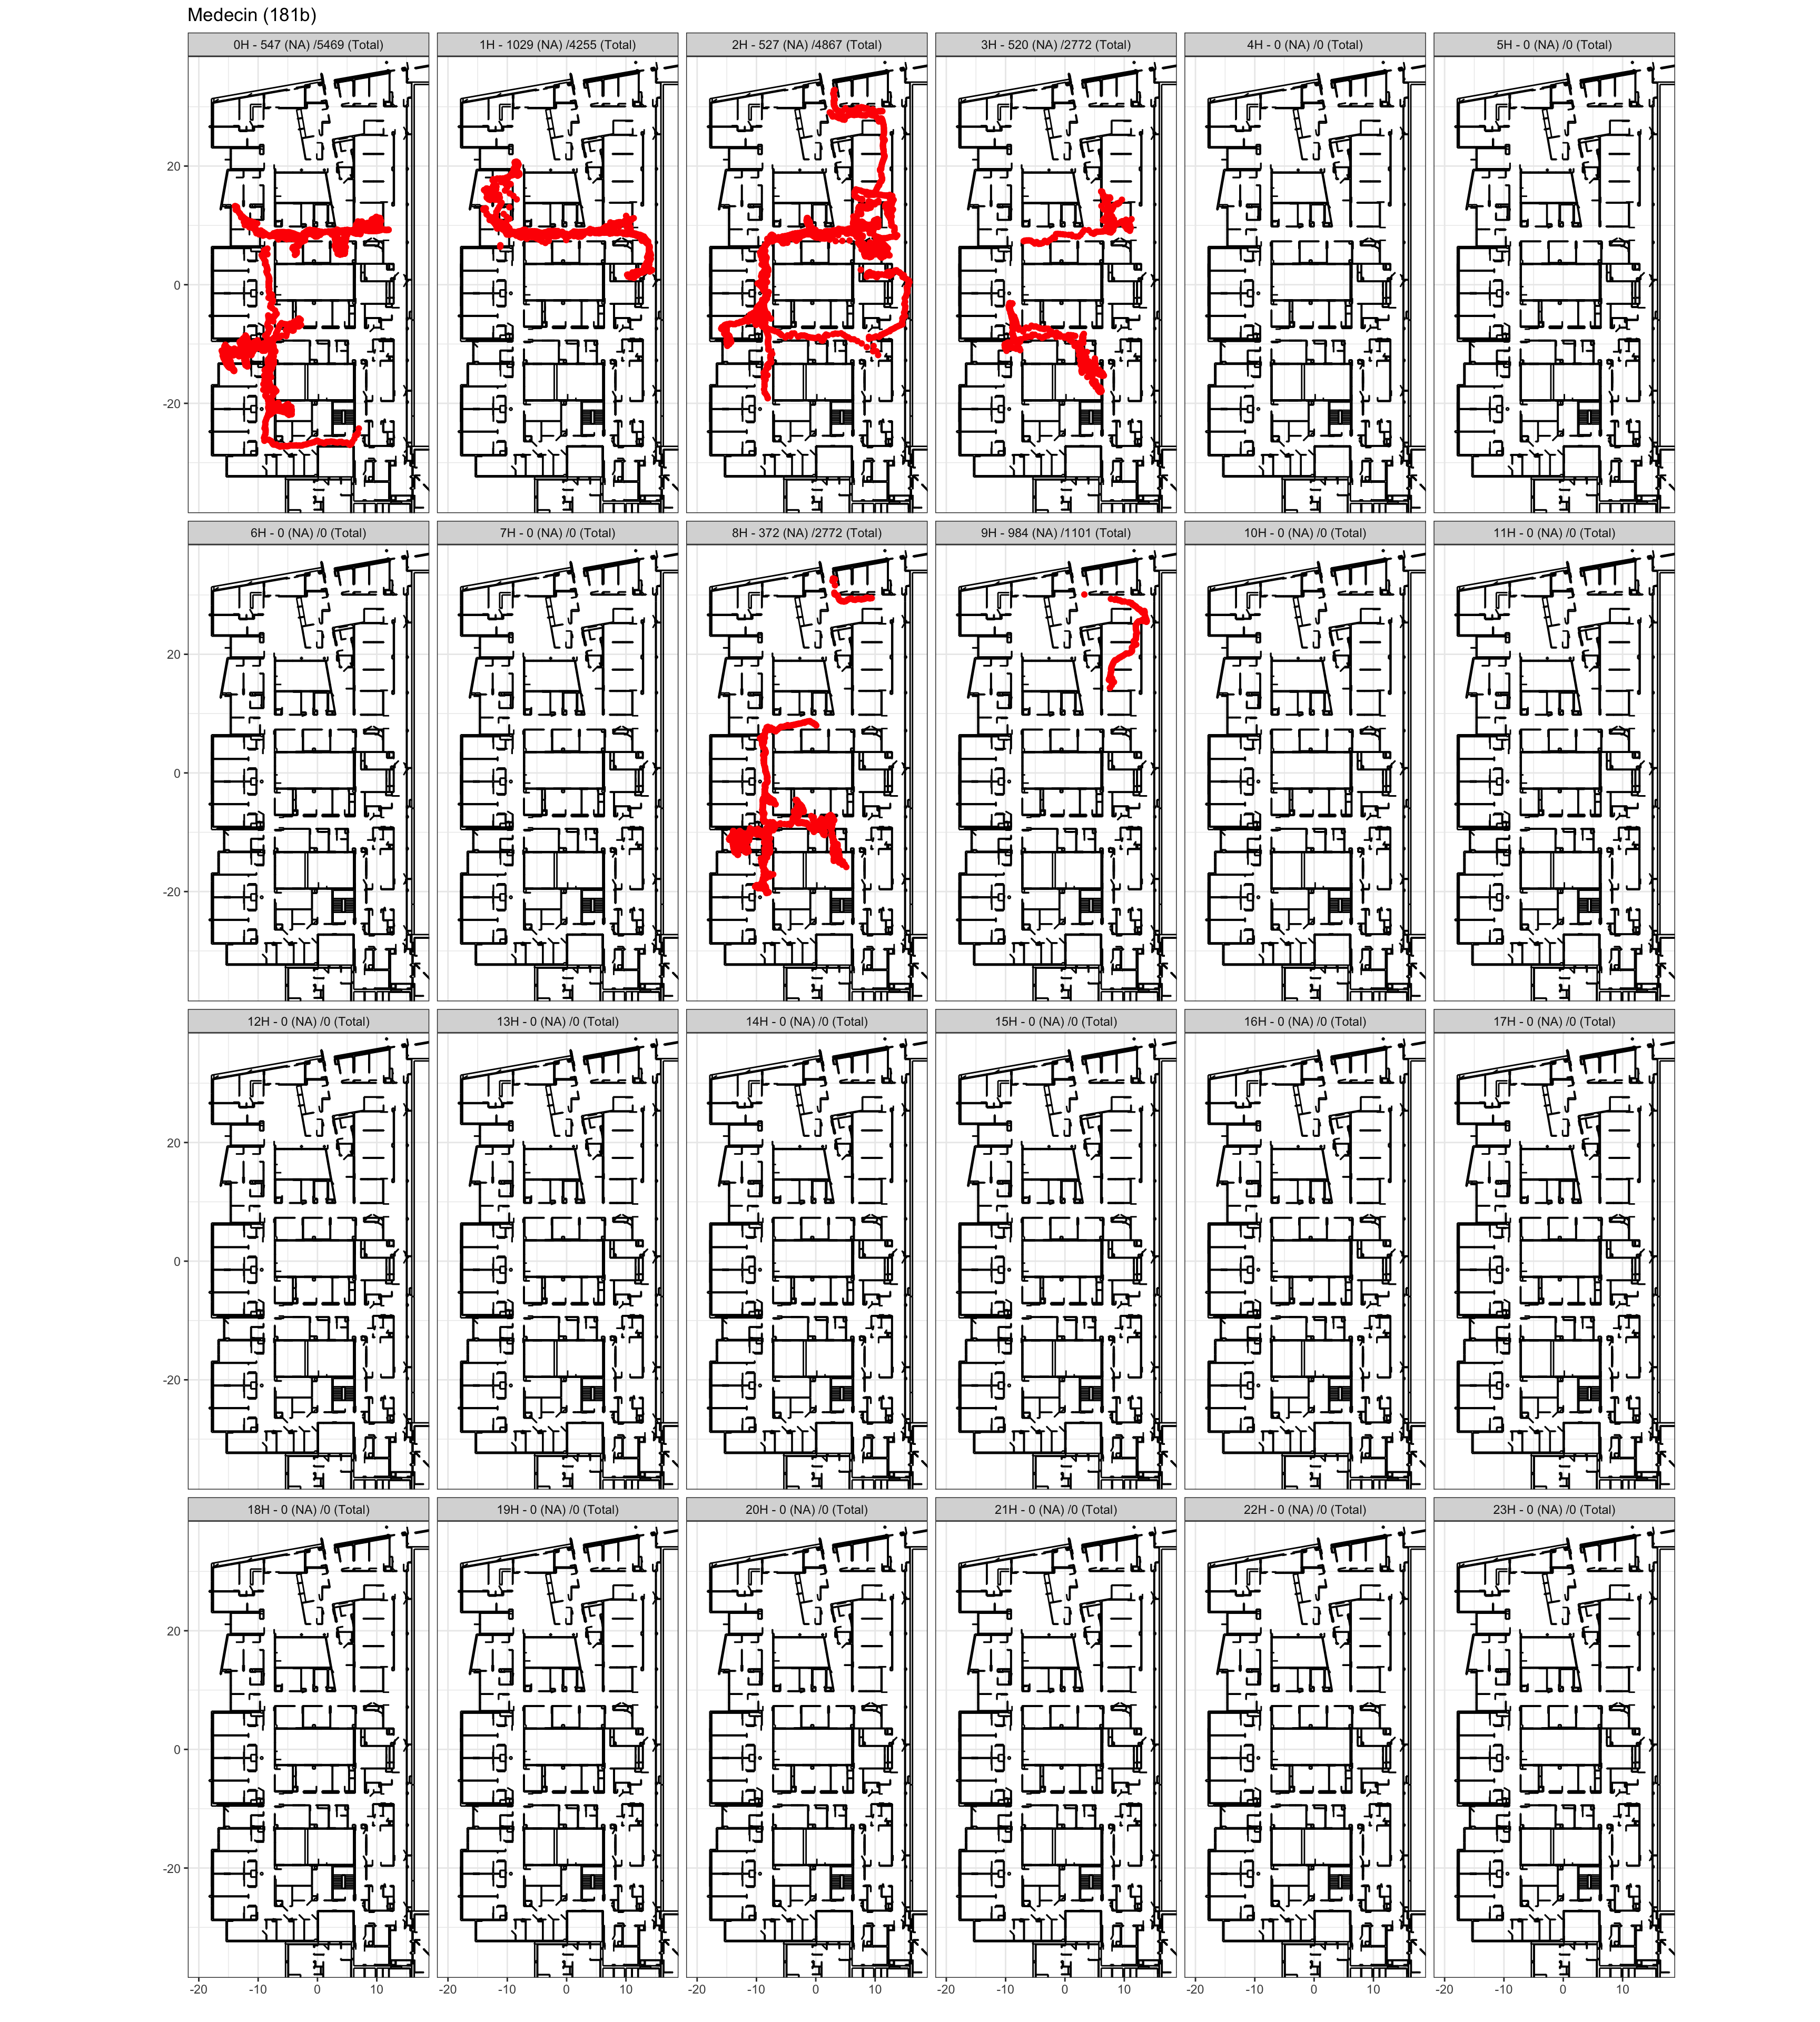 Medecin (181b)
0H - 547 (NA) /5469 (Total)
1H - 1029 (NA) /4255 (Total)
2H - 527 (NA) /4867 (Total)
3H - 520 (NA) /2772 (Total)
4H - 0 (NA) /0 (Total)
5H - 0 (NA) /0 (Total)
20
0
-20
6H - 0 (NA) /0 (Total)
7H - 0 (NA) /0 (Total)
8H - 372 (NA) /2772 (Total)
9H - 984 (NA) /1101 (Total)
10H - 0 (NA) /0 (Total)
11H - 0 (NA) /0 (Total)
20
0
-20
12H - 0 (NA) /0 (Total)
13H - 0 (NA) /0 (Total)
14H - 0 (NA) /0 (Total)
15H - 0 (NA) /0 (Total)
16H - 0 (NA) /0 (Total)
17H - 0 (NA) /0 (Total)
20
0
-20
18H - 0 (NA) /0 (Total)
19H - 0 (NA) /0 (Total)
20H - 0 (NA) /0 (Total)
21H - 0 (NA) /0 (Total)
22H - 0 (NA) /0 (Total)
23H - 0 (NA) /0 (Total)
20
0
-20
-20 -10 0 10
-20 -10 0 10
-20 -10 0 10
-20 -10 0 10
-20 -10 0 10
-20 -10 0 10